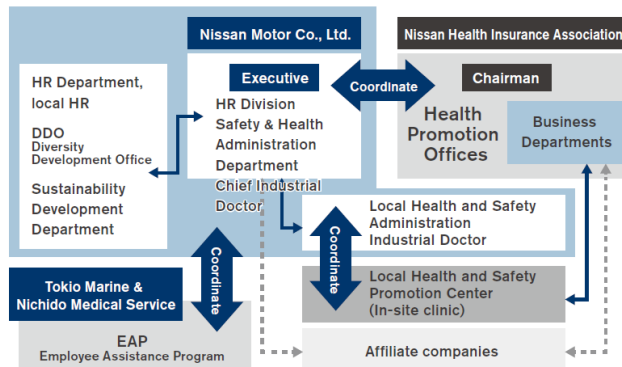 Nissan Motor Co., Ltd.
Nissan Health Insurance Association
HR Department,
local HR
DDO
Diversity
Development Office
Sustainability
Development
Department
Executive
HR Division
Safety & Health
Administration
Department
Chief Industrial
Doctor
Coordinate
Chairman
Health
Promotion
Offices
Business
Departments
Local Health and Safety
Administration
Industrial Doctor
Coordinate
Coordinate
Tokio Marine &
Nichido Medical Service
EAP
Employee Assistance Program
Local Health and Safety
Promotion Center
(In-site clinic)
Affiliate companies